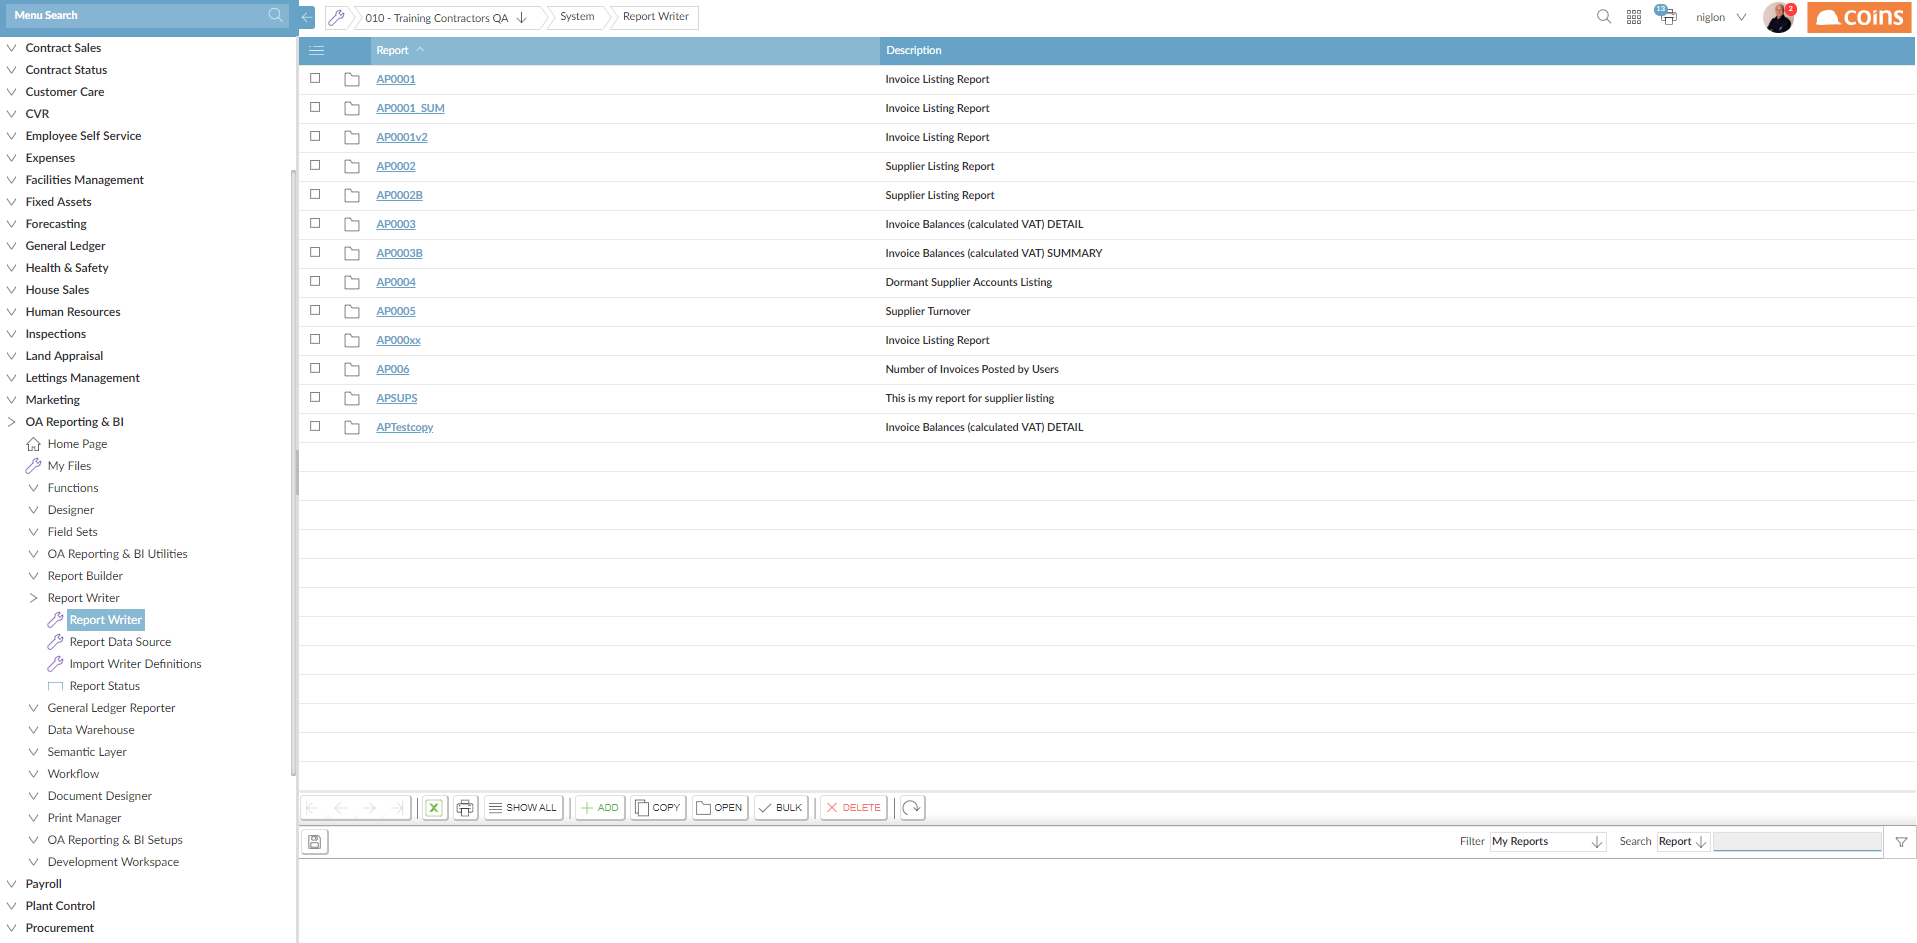 Menu Search
010 - Training Contractors QA
System
Report Writer
13
niglon
2
coins
Contract Sales
Contract Status
Customer Care
CVR
Employee Self Service
Expenses
Facilities Management
Fixed Assets
Forecasting
General Ledger
Health & Safety
House Sales
Human Resources
Inspections
Land Appraisal
Lettings Management
Marketing
OA Reporting & BI
Home Page
My Files
Functions
Designer
Field Sets
OA Reporting & BI Utilities
Report Builder
Report Writer
Report Writer
Report Data Source
Import Writer Definitions
Report Status
General Ledger Reporter
Data Warehouse
Semantic Layer
Workflow
Document Designer
Print Manager
OA Reporting & BI Setups
Development Workspace
Payroll
Plant Control
Procurement
Report Description
AP0001 Invoice Listing Report
AP0001_SUM Invoice Listing Report
AP0001v2 Invoice Listing Report
AP0002 Supplier Listing Report
AP0002B Supplier Listing Report
AP0003 Invoice Balances (calculated VAT) DETAIL
AP0003B Invoice Balances (calculated VAT) SUMMARY
AP0004 Dormant Supplier Accounts Listing
AP0005 Supplier Turnover
AP000xx Invoice Listing Report
AP006 Number of Invoices Posted by Users
APSUPS This is my report for supplier listing
APTestcopy Invoice Balances (calculated VAT) DETAIL
X SHOW ALL ADD COPY OPEN BULK DELETE
Filter My Reports Search Report